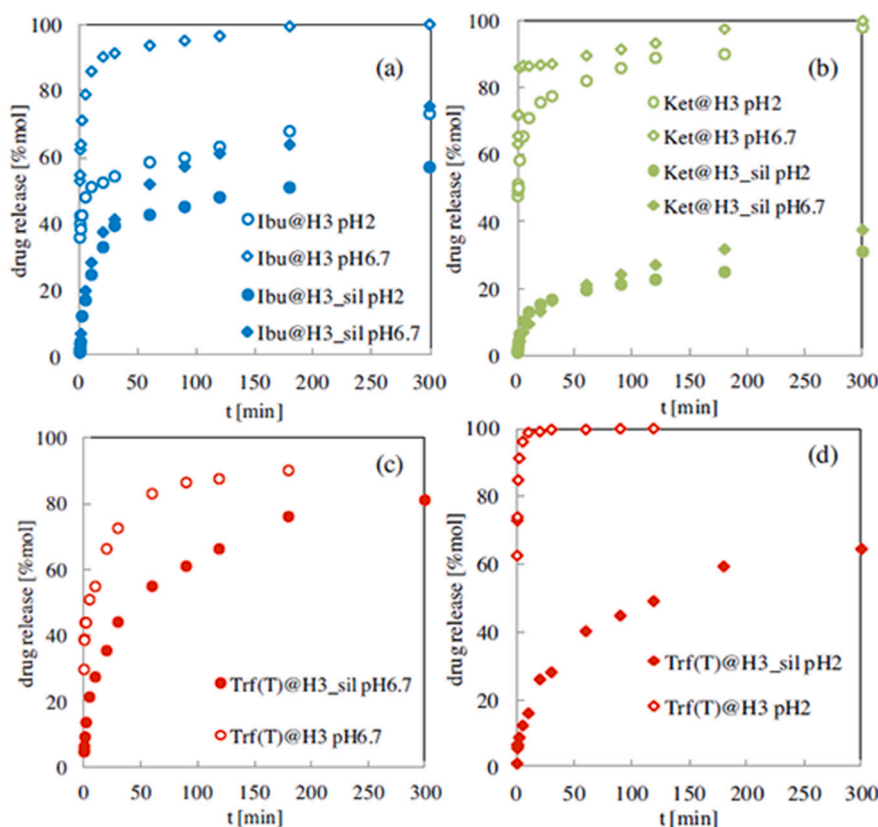 100
80
60
40
20
0
drug release [%mol]
(a)
Ibu@H3 pH2
Ibu@H3 pH6.7
Ibu@H3_sil pH2
Ibu@H3_sil pH6.7
0 50 100 150 200 250 300
t [min]
100
80
60
40
20
0
drug release [%mol]
(b)
Ket@H3 pH2
Ket@H3 pH6.7
Ket@H3_sil pH2
Ket@H3_sil pH6.7
0 50 100 150 200 250 300
t [min]
100
80
60
40
20
0
drug release [%mol]
(c)
Trf(T)@H3_sil pH6.7
Trf(T)@H3 pH6.7
0 50 100 150 200 250 300
t [min]
100
80
60
40
20
0
drug release [%mol]
(d)
Trf(T)@H3_sil pH2
Trf(T)@H3 pH2
0 50 100 150 200 250 300
t [min]